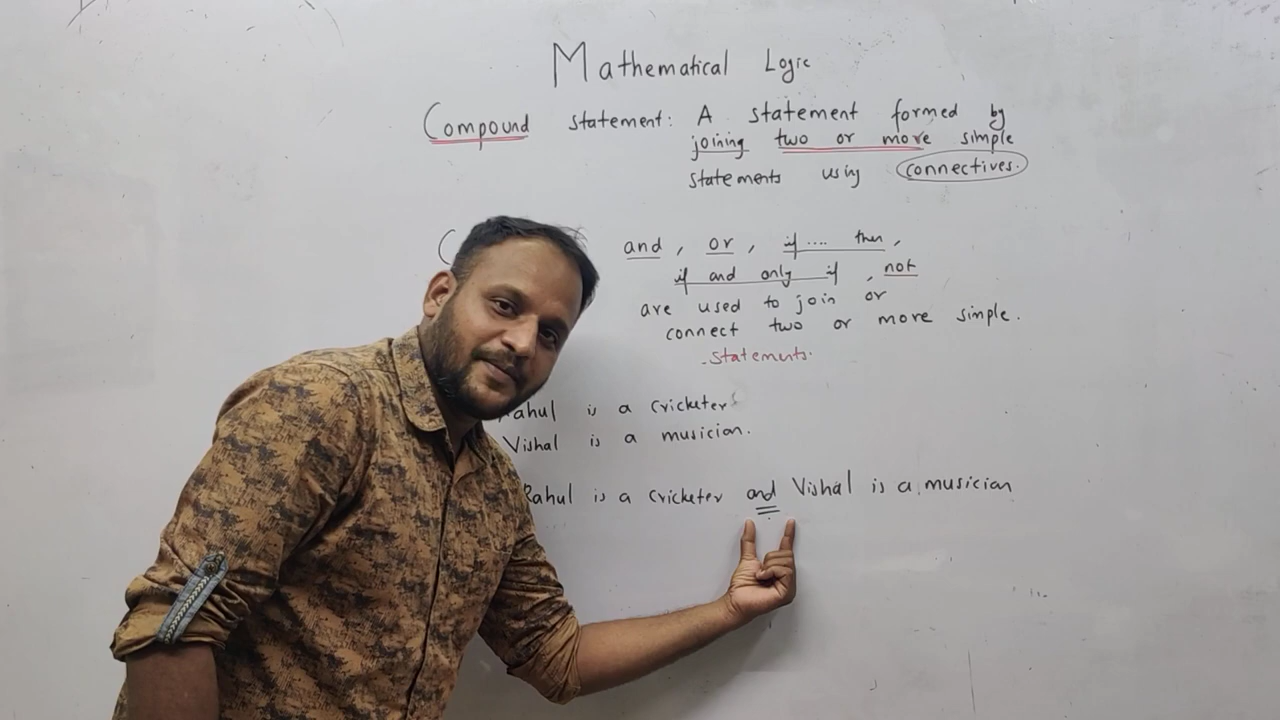 Mathematical Logic
Compound statement: A statement formed by
joining two or more simple
statements using connectives.
and, or, if .... then,
if and only if, not
are used to join or
connect two or more simple.
statements.
Rahul is a cricketer
Vishal is a musician.
Rahul is a cricketer and Vishal is a musician